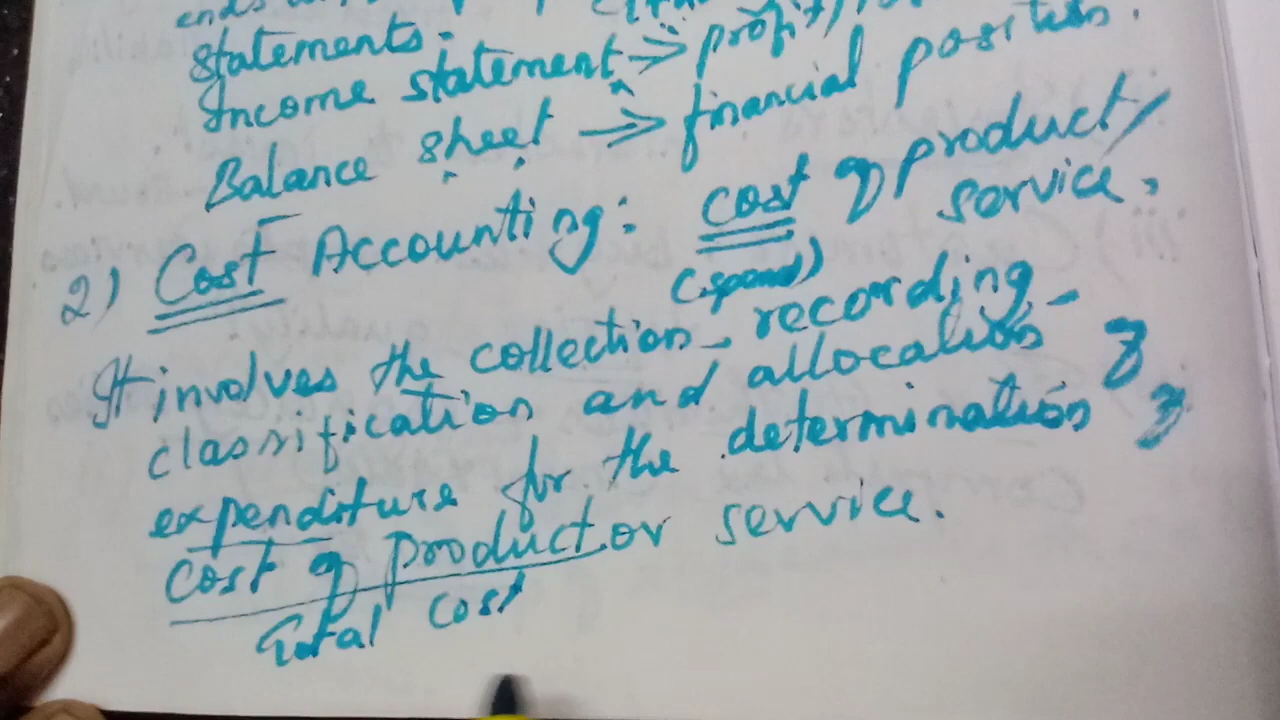 ends
statements:
Income statement → profit/
Balance sheet → financial position.
2) Cost Accounting: cost of product/
service.
(spend)
It involves the collection, recording,
classification and allocation of
expenditure for the determination of
cost of product or service.
Total cost